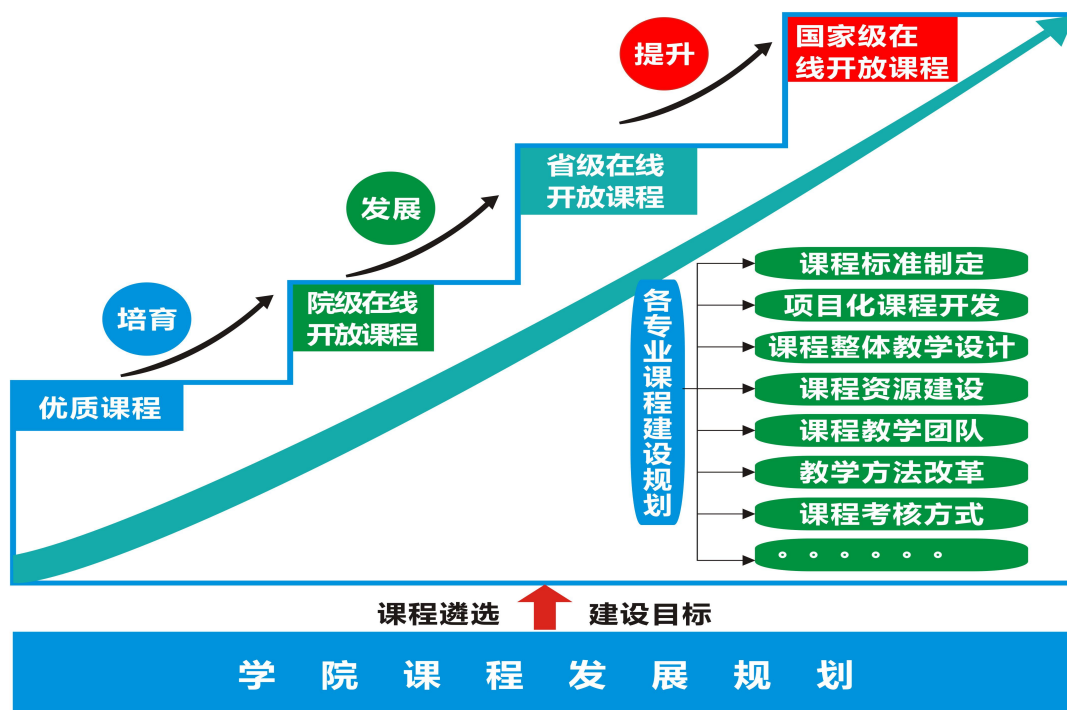 提升
国家级在
线开放课程
发展
省级在线
开放课程
培育
院级在线
开放课程
优质课程
各专业课程建设规划
课程标准制定
项目化课程开发
课程整体教学设计
课程资源建设
课程教学团队
教学方法改革
课程考核方式
。。。。。。
课程遴选 建设目标
学院课程发展规划